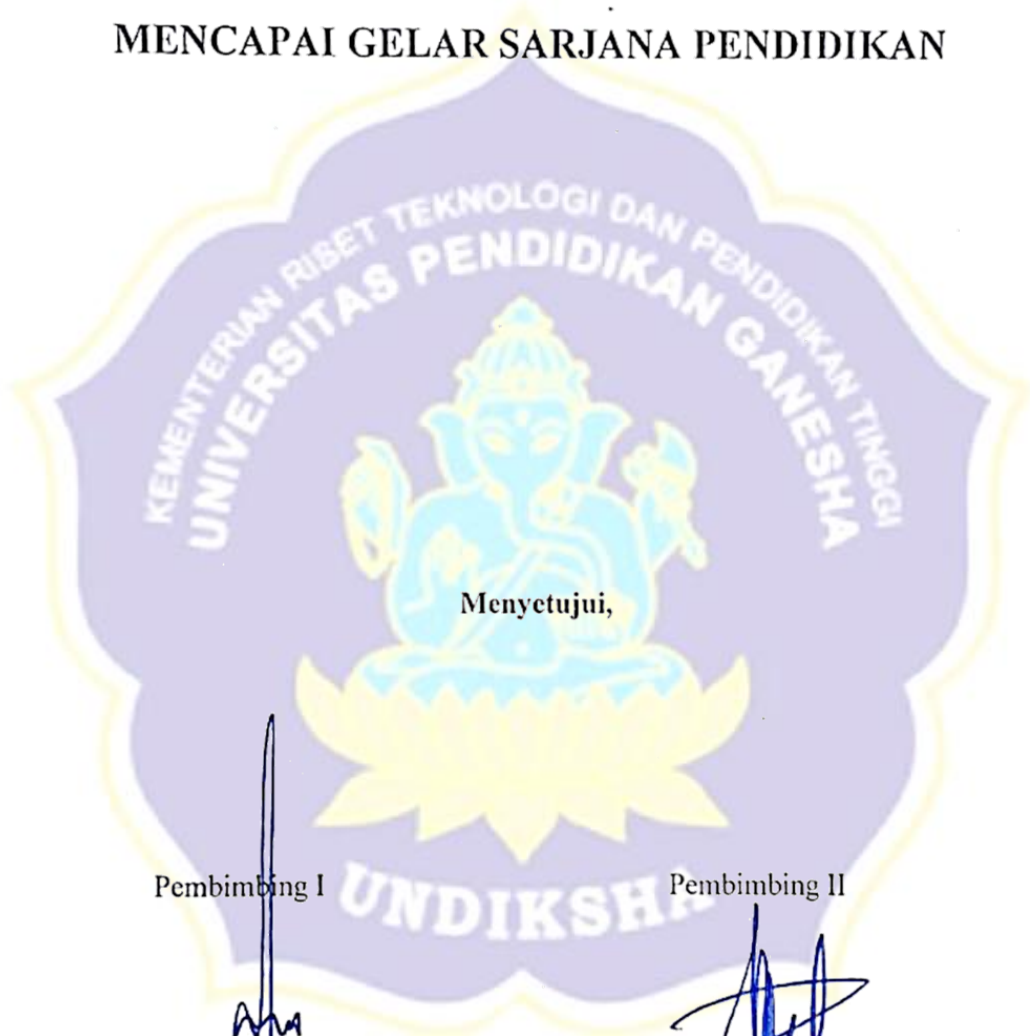 MENCAPAI GELAR SARJANA PENDIDIKAN
KEMENTERIAN RISET TEKNOLOGI DAN PENDIDIKAN TINGGI
UNIVERSITAS PENDIDIKAN GANESHA
Menyetujui,
Pembimbing I
Pembimbing II
UNDIKSHA